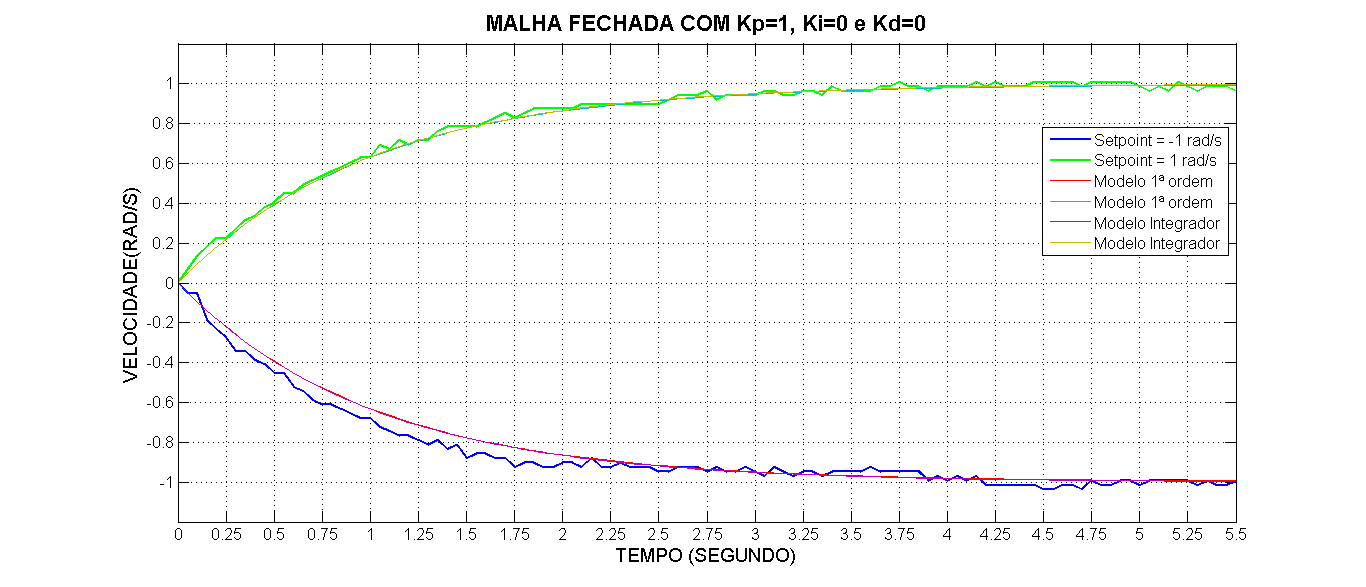 MALHA FECHADA COM Kp=1, Ki=0 e Kd=0
VELOCIDADE(RAD/S)
1
0.8
0.6
0.4
0.2
0
-0.2
-0.4
-0.6
-0.8
-1
Setpoint = -1 rad/s
Setpoint = 1 rad/s
Modelo 1ª ordem
Modelo 1ª ordem
Modelo Integrador
Modelo Integrador
0 0.25 0.5 0.75 1 1.25 1.5 1.75 2 2.25 2.5 2.75 3 3.25 3.5 3.75 4 4.25 4.5 4.75 5 5.25 5.5
TEMPO (SEGUNDO)